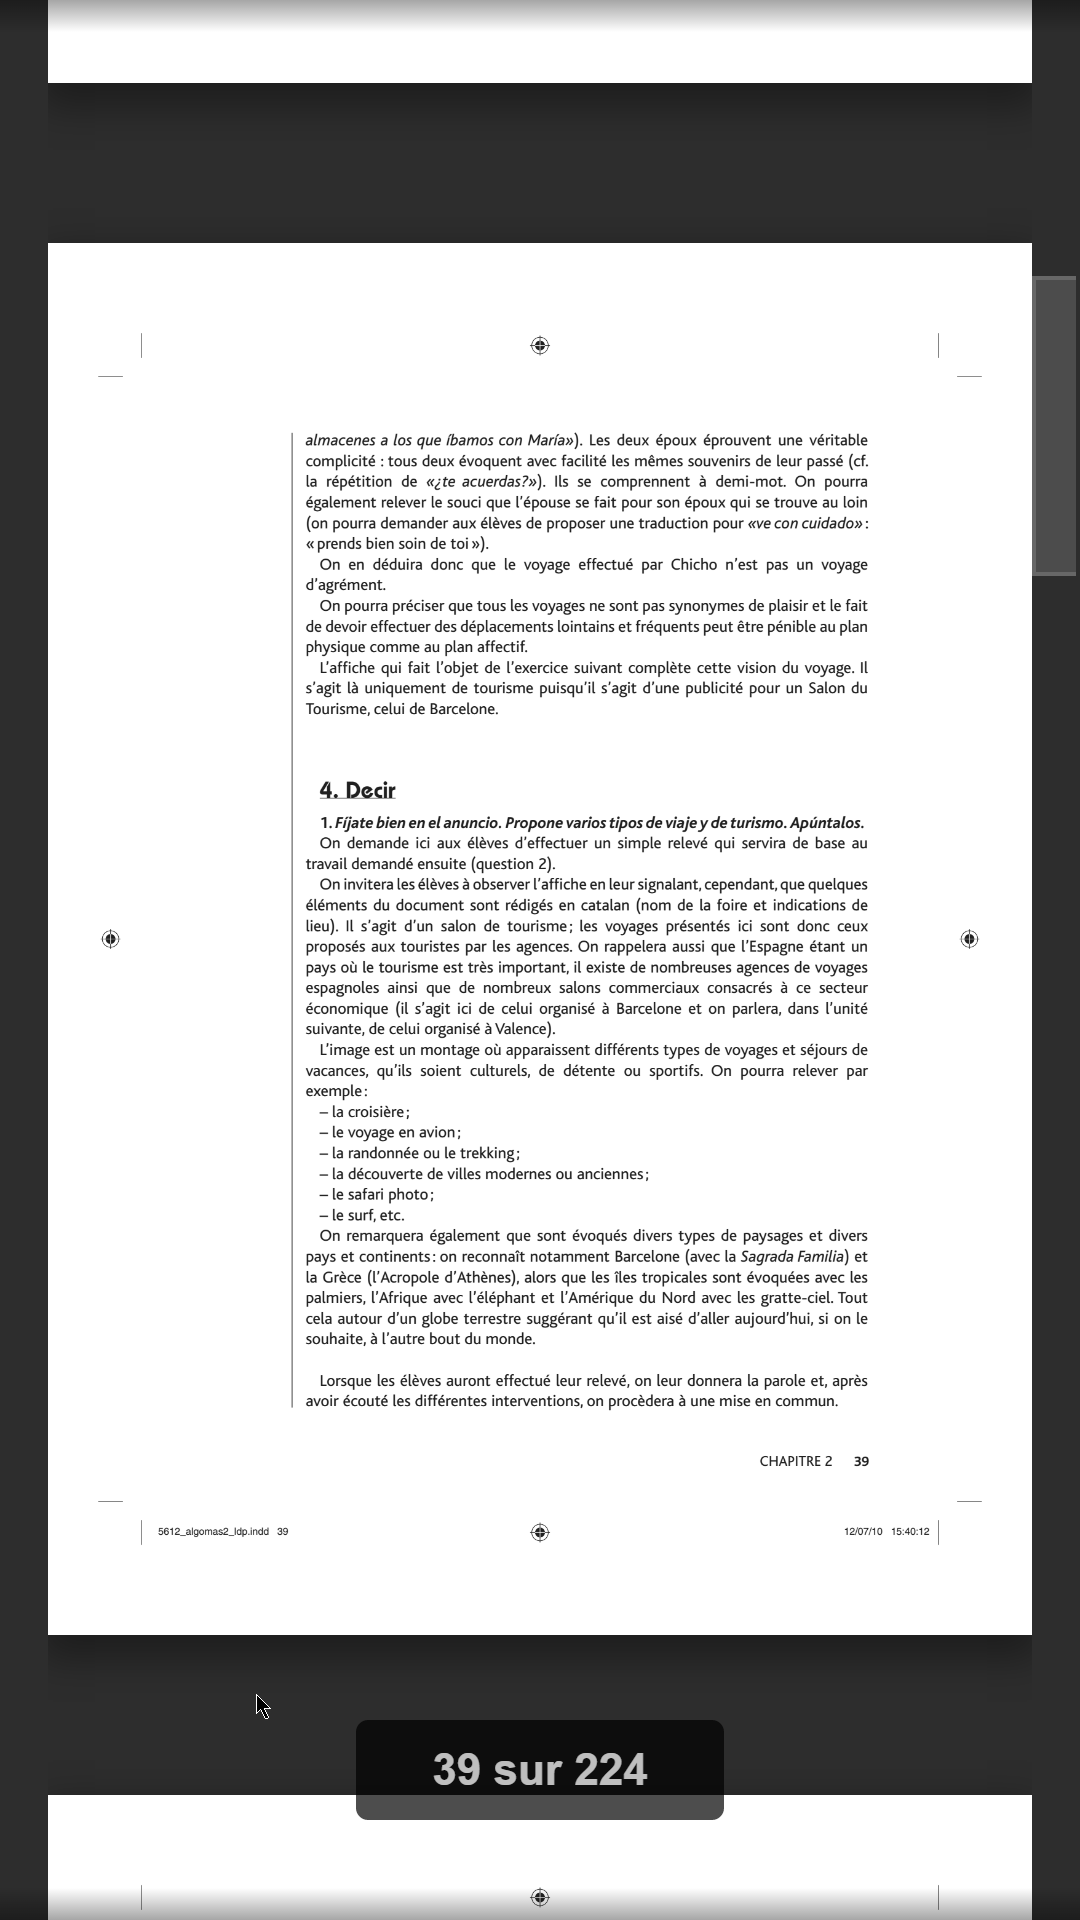 almacenes a los que íbamos con María»). Les deux époux éprouvent une véritable
complicité : tous deux évoquent avec facilité les mêmes souvenirs de leur passé (cf.
la répétition de «¿te acuerdas?»). Ils se comprennent à demi-mot. On pourra
également relever le souci que l'épouse se fait pour son époux qui se trouve au loin
(on pourra demander aux élèves de proposer une traduction pour «ve con cuidado» :
« prends bien soin de toi »).
On en déduira donc que le voyage effectué par Chicho n'est pas un voyage
d'agrément.
On pourra préciser que tous les voyages ne sont pas synonymes de plaisir et le fait
de devoir effectuer des déplacements lointains et fréquents peut être pénible au plan
physique comme au plan affectif.
L'affiche qui fait l'objet de l'exercice suivant complète cette vision du voyage. Il
s'agit là uniquement de tourisme puisqu'il s'agit d'une publicité pour un Salon du
Tourisme, celui de Barcelone.
4. Decir
1. Fíjate bien en el anuncio. Propone varios tipos de viaje y de turismo. Apúntalos.
On demande ici aux élèves d'effectuer un simple relevé qui servira de base au
travail demandé ensuite (question 2).
On invitera les élèves à observer l'affiche en leur signalant, cependant, que quelques
éléments du document sont rédigés en catalan (nom de la foire et indications de
lieu). Il s'agit d'un salon de tourisme ; les voyages présentés ici sont donc ceux
proposés aux touristes par les agences. On rappelera aussi que l'Espagne étant un
pays où le tourisme est très important, il existe de nombreuses agences de voyages
espagnoles ainsi que de nombreux salons commerciaux consacrés à ce secteur
économique (il s'agit ici de celui organisé à Barcelone et on parlera, dans l'unité
suivante, de celui organisé à Valence).
L'image est un montage où apparaissent différents types de voyages et séjours de
vacances, qu'ils soient culturels, de détente ou sportifs. On pourra relever par
exemple :
– la croisière ;
– le voyage en avion ;
– la randonnée ou le trekking ;
– la découverte de villes modernes ou anciennes ;
– le safari photo ;
– le surf, etc.
On remarquera également que sont évoqués divers types de paysages et divers
pays et continents : on reconnaît notamment Barcelone (avec la Sagrada Familia) et
la Grèce (l'Acropole d'Athènes), alors que les îles tropicales sont évoquées avec les
palmiers, l'Afrique avec l'éléphant et l'Amérique du Nord avec les gratte-ciel. Tout
cela autour d'un globe terrestre suggérant qu'il est aisé d'aller aujourd'hui, si on le
souhaite, à l'autre bout du monde.
Lorsque les élèves auront effectué leur relevé, on leur donnera la parole et, après
avoir écouté les différentes interventions, on procèdera à une mise en commun.
CHAPITRE 2 39
5612_algomas2_ldp.indd 39 12/07/10 15:40:12
39 sur 224